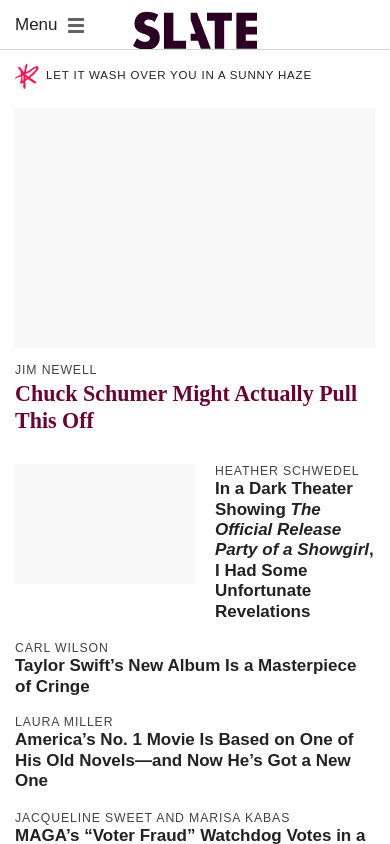 Menu
SLATE
LET IT WASH OVER YOU IN A SUNNY HAZE
JIM NEWELL
Chuck Schumer Might Actually Pull
This Off
HEATHER SCHWEDEL
In a Dark Theater
Showing The
Official Release
Party of a Showgirl,
I Had Some
Unfortunate
Revelations
CARL WILSON
Taylor Swift’s New Album Is a Masterpiece
of Cringe
LAURA MILLER
America’s No. 1 Movie Is Based on One of
His Old Novels—and Now He’s Got a New
One
JACQUELINE SWEET AND MARISA KABAS
MAGA’s “Voter Fraud” Watchdog Votes in a